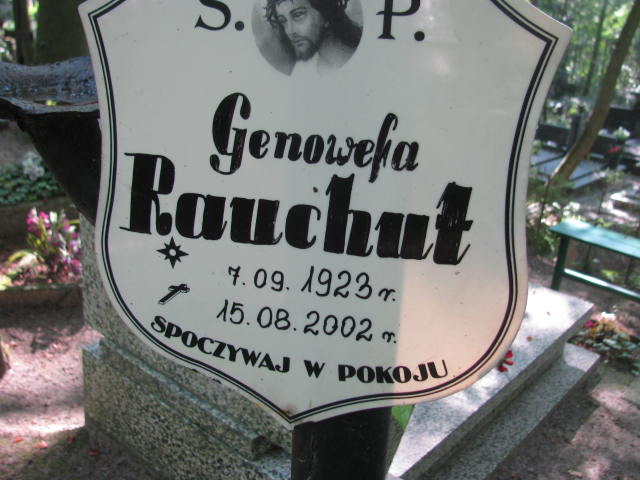 Ś. P.
Genowefa
Rauchut
7.09.1923 r.
15.08.2002 r.
SPOCZYWAJ W POKOJU